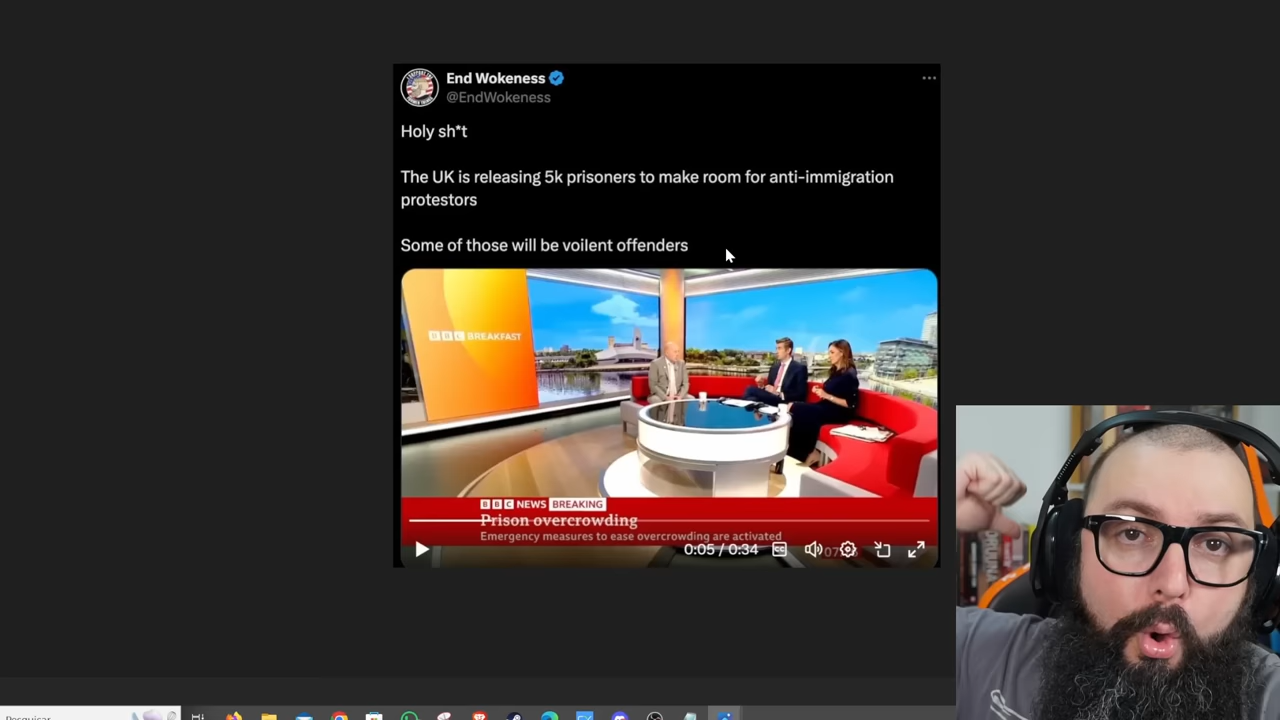 End Wokeness
@EndWokeness
Holy sh*t
The UK is releasing 5k prisoners to make room for anti-immigration
protestors
Some of those will be voilent offenders
BBC BREAKFAST
BBC NEWS BREAKING
Prison overcrowding
Emergency measures to ease overcrowding are activated
0:05 / 0:34
Pesquisar